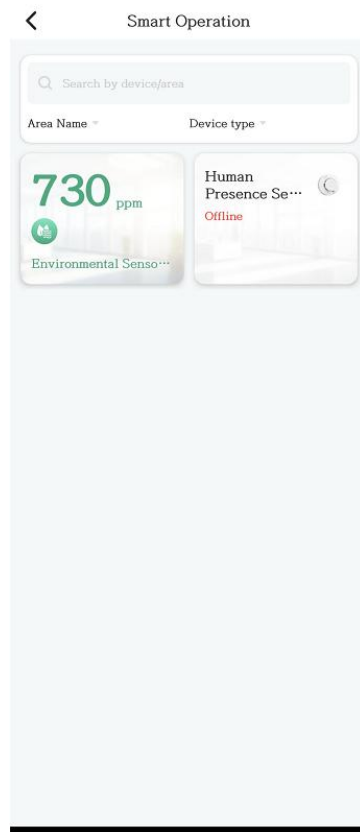 Smart Operation
Search by device/area
Area Name
Device type
730 ppm
Environmental Senso···
Human
Presence Se···
Offline